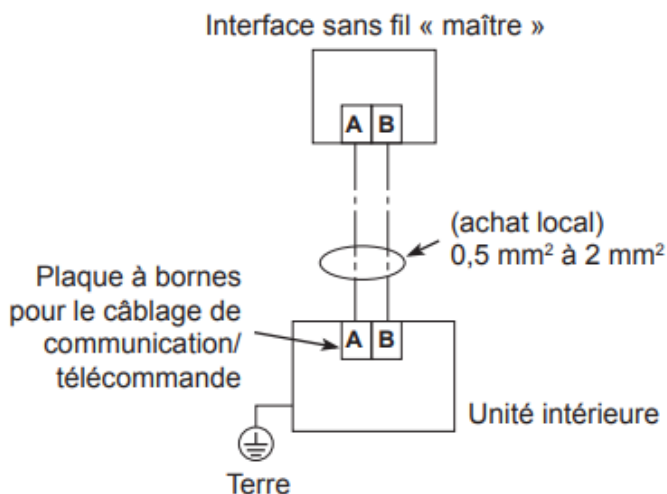 Interface sans fil « maître »
A B
(achat local)
0,5 mm² à 2 mm²
Plaque à bornes
pour le câblage de
communication/
télécommande
A B
Unité intérieure
Terre